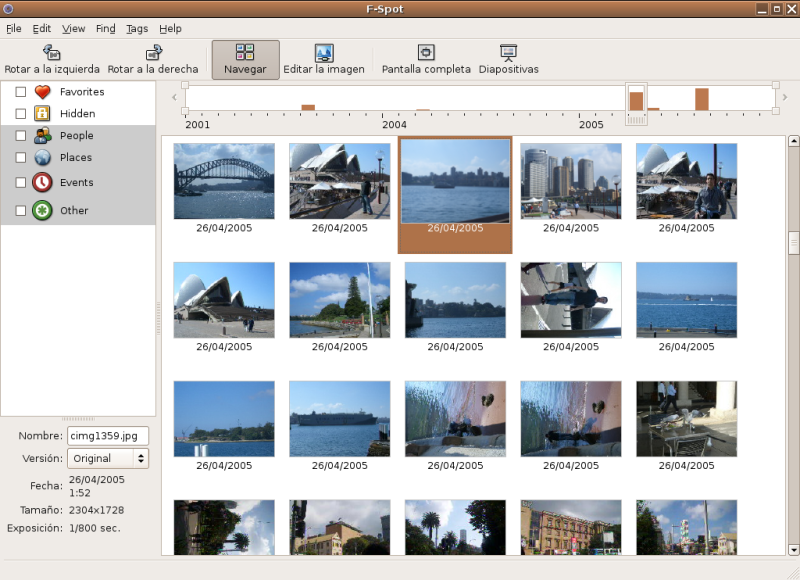 F-Spot
File Edit View Find Tags Help
Rotar a la izquierda Rotar a la derecha Navegar Editar la imagen Pantalla completa Diapositivas
Favorites
Hidden
People
Places
Events
Other
2001 2004 2005
26/04/2005 26/04/2005 26/04/2005 26/04/2005 26/04/2005
26/04/2005 26/04/2005 26/04/2005 26/04/2005 26/04/2005
26/04/2005 26/04/2005 26/04/2005 26/04/2005 26/04/2005
Nombre: cimg1359.jpg
Versión: Original
Fecha: 26/04/2005
1:52
Tamaño: 2304x1728
Exposición: 1/800 sec.